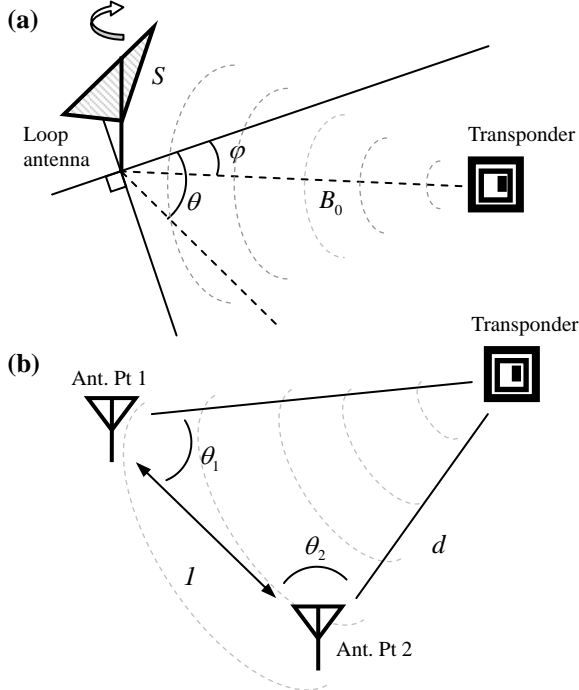 (a)
S
Loop
antenna
φ
θ
B₀
Transponder
Transponder
(b)
Ant. Pt 1
θ₁
θ₂
d
1
Ant. Pt 2